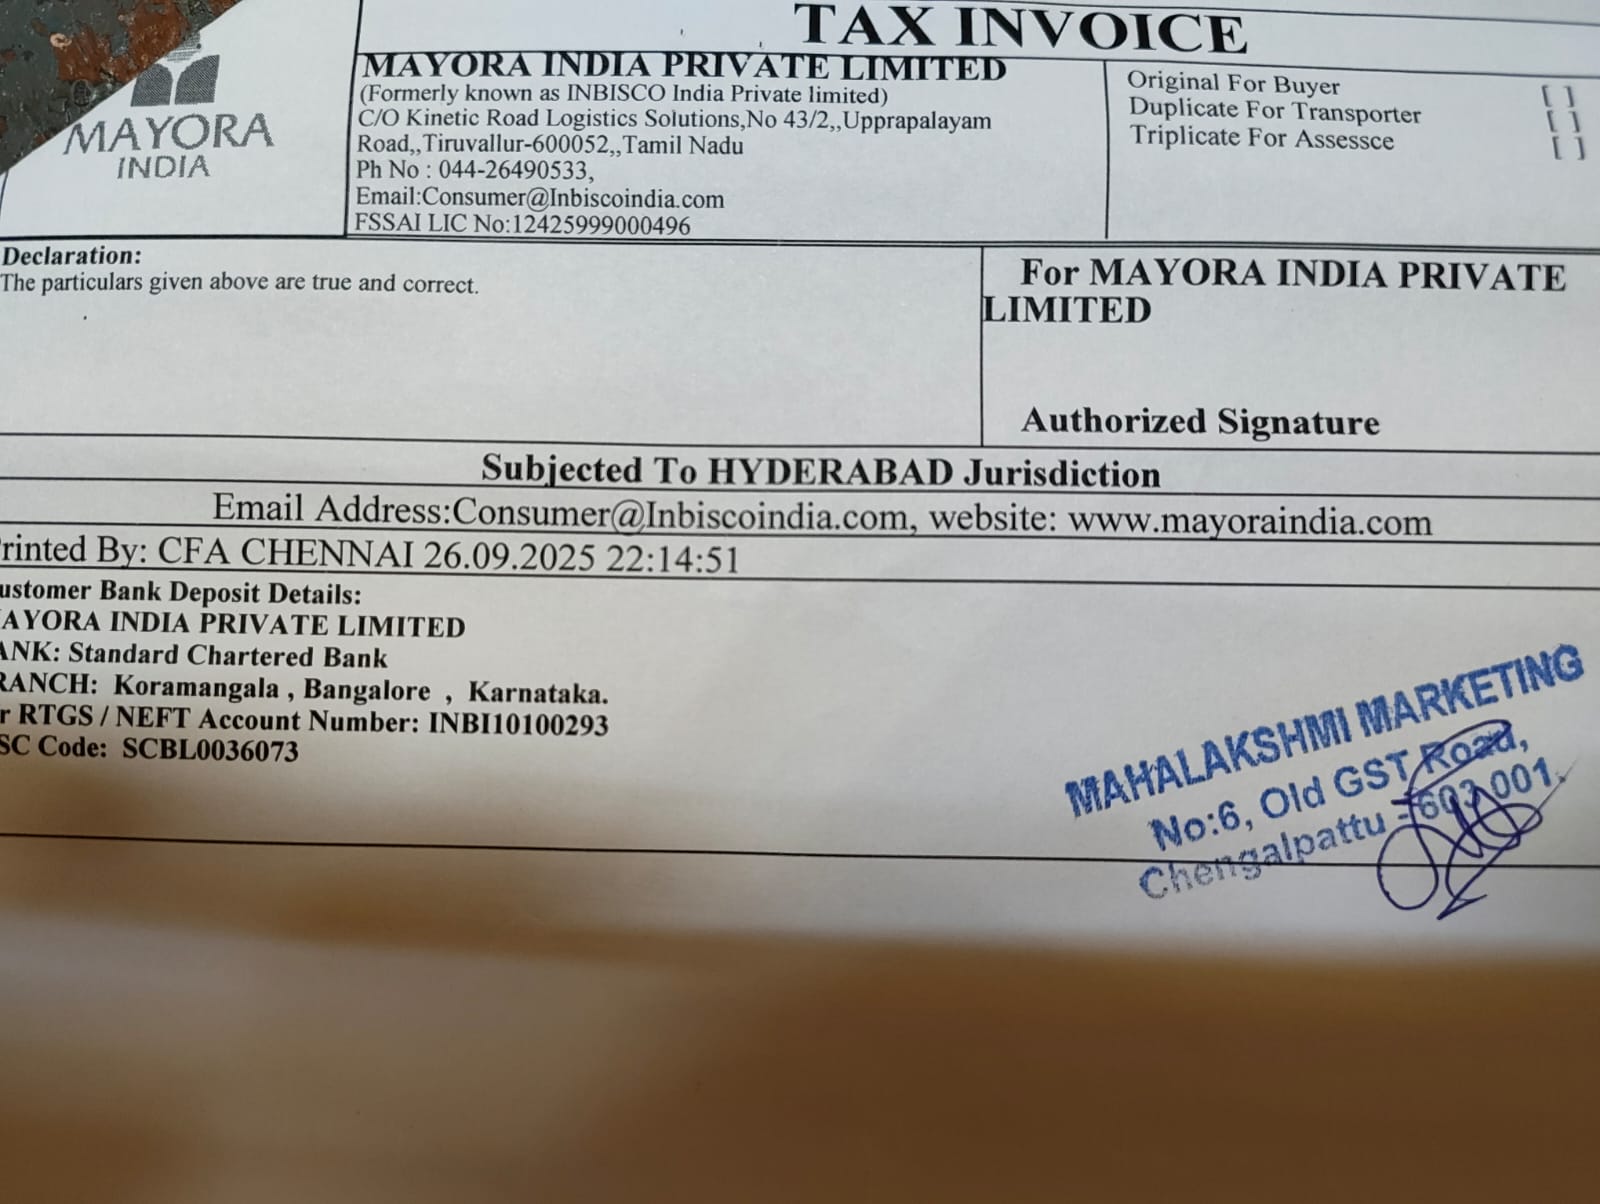 TAX INVOICE
MAYORA
INDIA
MAYORA INDIA PRIVATE LIMITED
(Formerly known as INBISCO India Private limited)
C/O Kinetic Road Logistics Solutions,No 43/2,,Upprapalayam
Road,,Tiruvallur-600052,,Tamil Nadu
Ph No : 044-26490533,
Email:Consumer@Inbiscoindia.com
FSSAI LIC No:12425999000496
Original For Buyer [ ]
Duplicate For Transporter [ ]
Triplicate For Assessce [ ]
Declaration:
The particulars given above are true and correct.
For MAYORA INDIA PRIVATE
LIMITED
Authorized Signature
Subjected To HYDERABAD Jurisdiction
Email Address:Consumer@Inbiscoindia.com, website: www.mayoraindia.com
rinted By: CFA CHENNAI 26.09.2025 22:14:51
ustomer Bank Deposit Details:
AYORA INDIA PRIVATE LIMITED
ANK: Standard Chartered Bank
RANCH: Koramangala , Bangalore , Karnataka.
r RTGS / NEFT Account Number: INBI10100293
SC Code: SCBL0036073
MAHALAKSHMI MARKETING
No:6, Old GST Road,
Chengalpattu - 603 001.